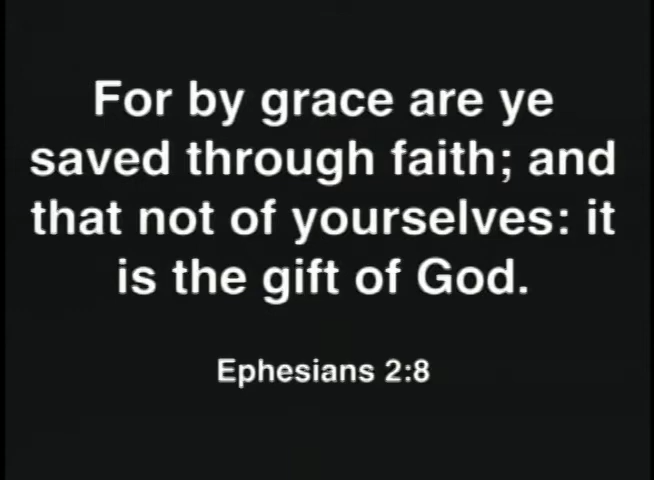 For by grace are ye
saved through faith; and
that not of yourselves: it
is the gift of God.
Ephesians 2:8